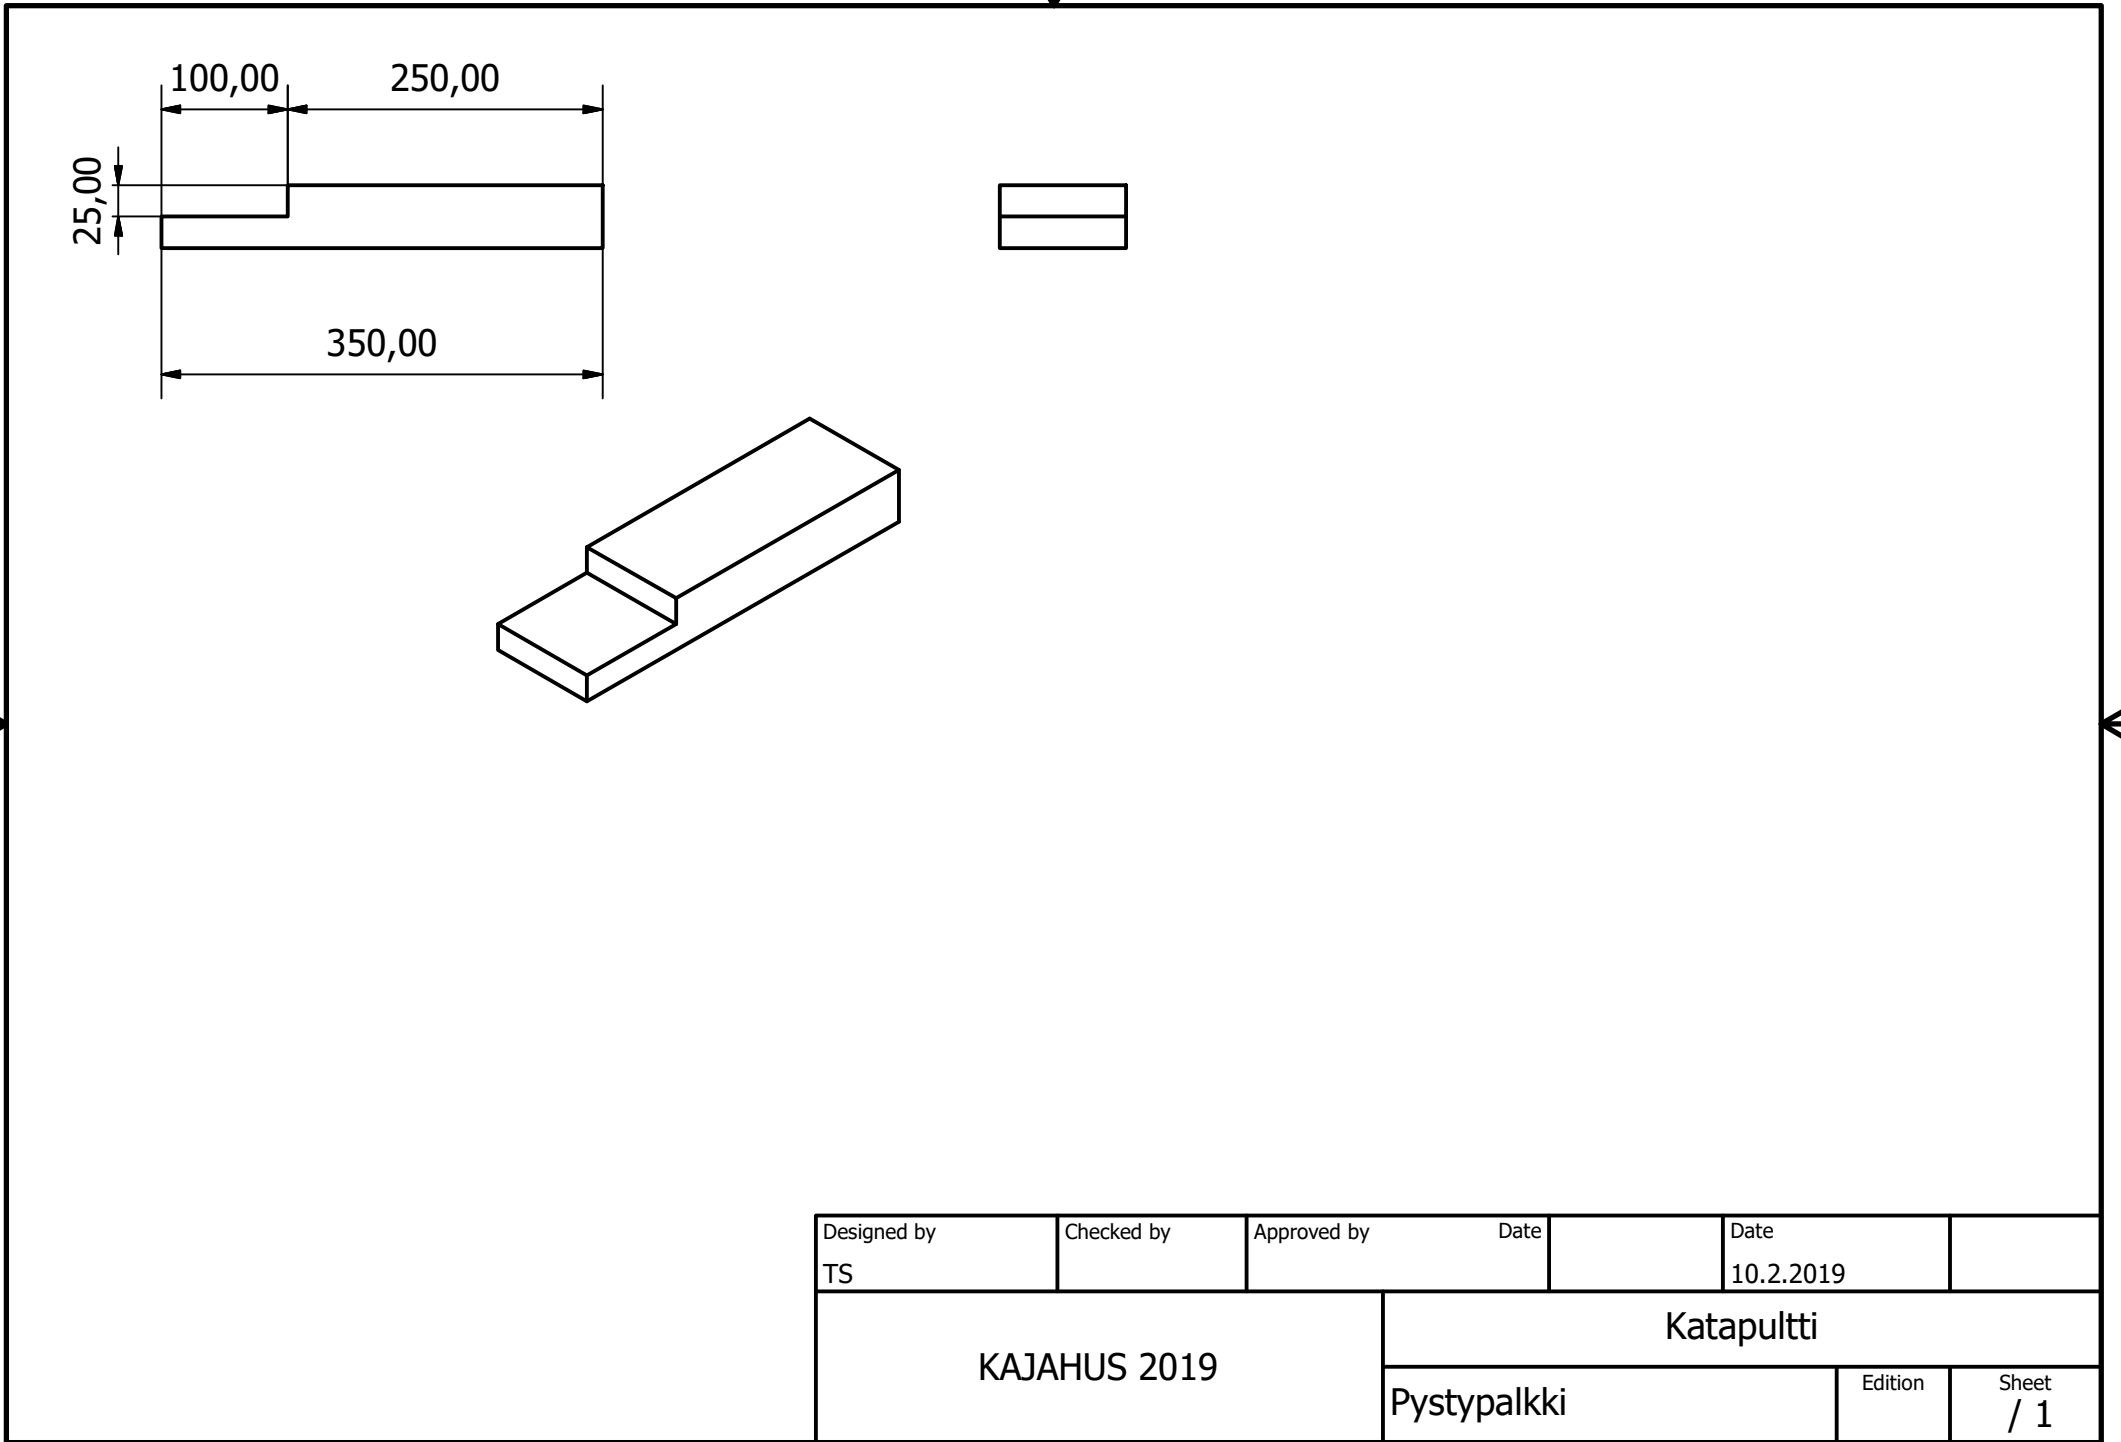 100,00 250,00
25,00
350,00
Designed by
TS
Checked by
Approved by Date
Date
10.2.2019
KAJAHUS 2019
Katapultti
Pystypalkki
Edition
Sheet
/ 1